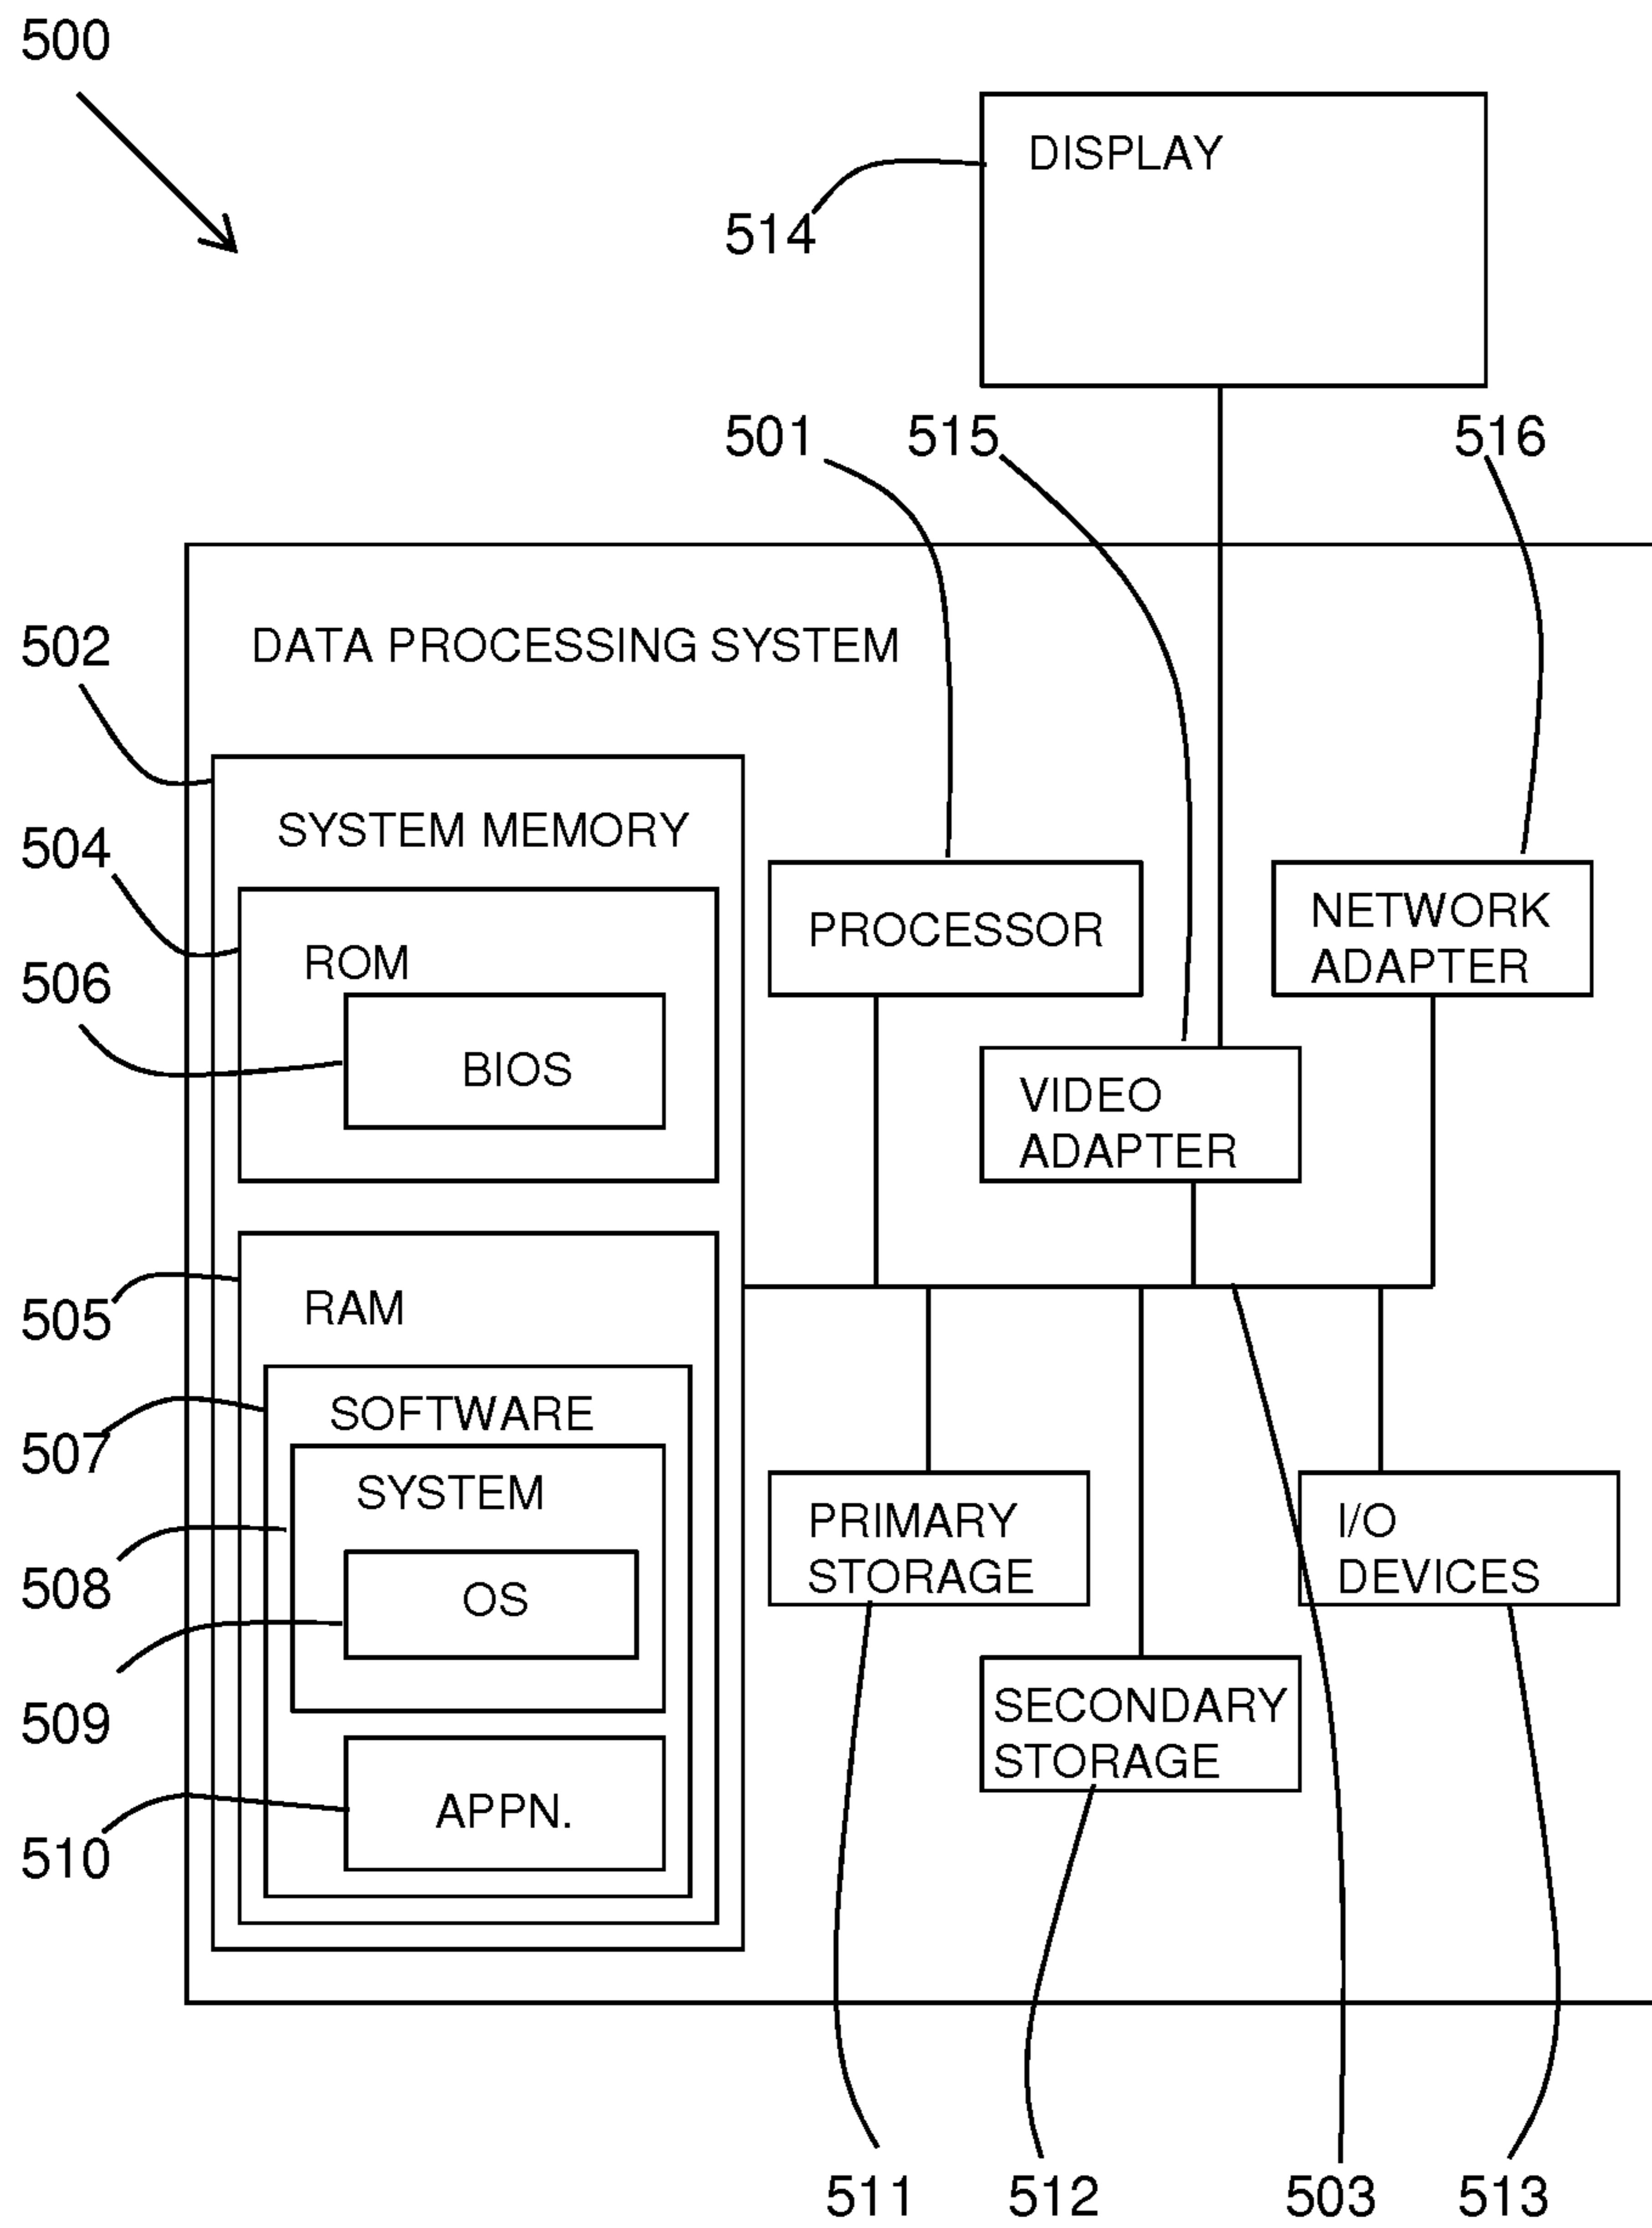 500
DISPLAY
514
501
515
516
DATA PROCESSING SYSTEM
502
SYSTEM MEMORY
504
ROM
506
BIOS
PROCESSOR
NETWORK
ADAPTER
VIDEO
ADAPTER
505
RAM
507
SOFTWARE
SYSTEM
508
OS
509
510
APPN.
PRIMARY
STORAGE
I/O
DEVICES
SECONDARY
STORAGE
511
512
503
513